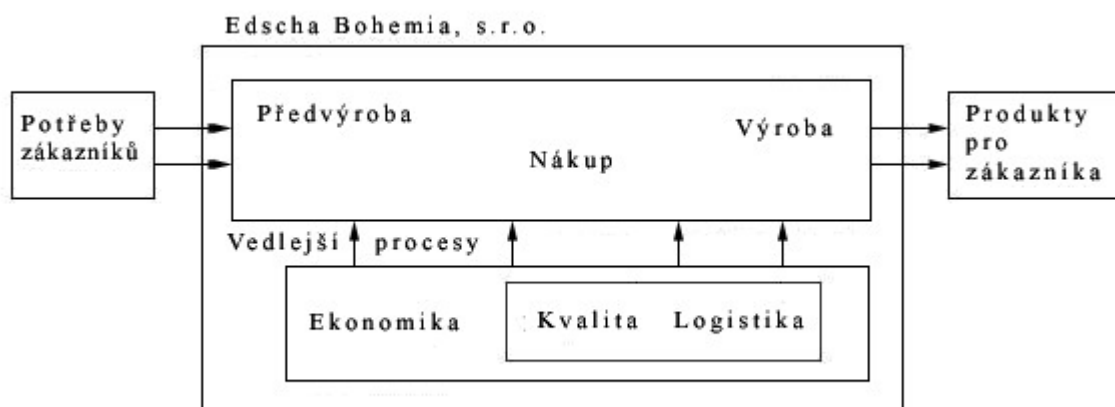 Edscha Bohemia, s.r.o.
Potřeby
zákazníků
Předvýroba
Nákup
Výroba
Produkty
pro
zákazníka
Vedlejší procesy
Ekonomika
Kvalita Logistika